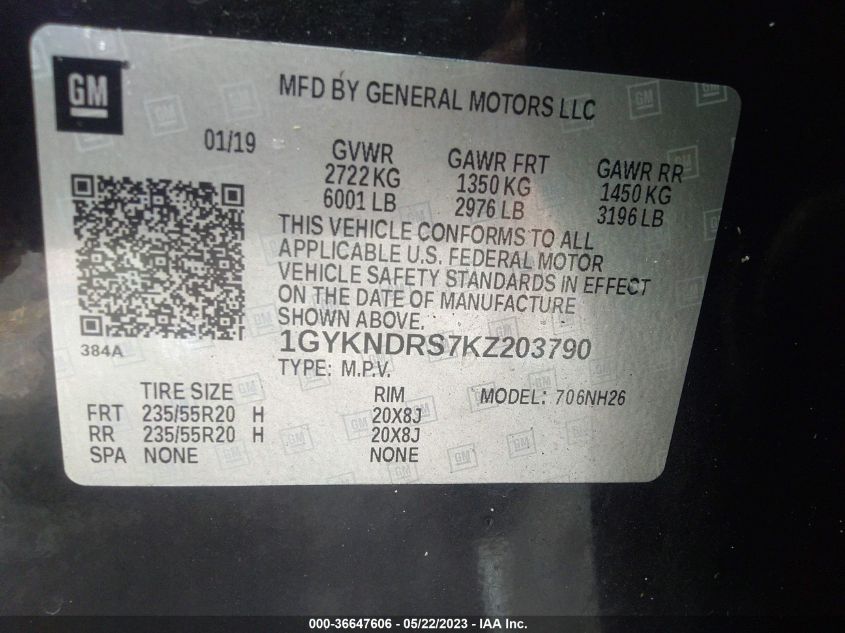 GM
MFD BY GENERAL MOTORS LLC
01/19
GVWR GAWR FRT GAWR RR
2722 KG 1350 KG 1450 KG
6001 LB 2976 LB 3196 LB
THIS VEHICLE CONFORMS TO ALL
APPLICABLE U.S. FEDERAL MOTOR
VEHICLE SAFETY STANDARDS IN EFFECT
ON THE DATE OF MANUFACTURE
SHOWN ABOVE.
384A
1GYKNDRS7KZ203790
TYPE: M.P.V.
TIRE SIZE RIM MODEL: 706NH26
FRT 235/55R20 H 20X8J
RR 235/55R20 H 20X8J
SPA NONE NONE
000-36647606 - 05/22/2023 - IAA Inc.